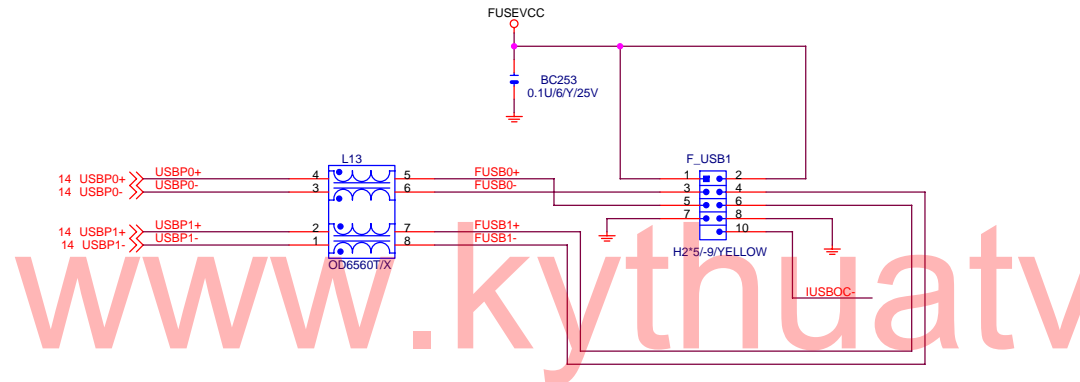 FUSEVCC
BC253
0.1U/6/Y/25V
L13
F_USB1
14 USBP0+ USBP0+ 4 5 FUSB0+ 1 2
14 USBP0- USBP0- 3 6 FUSB0- 3 4
5 6
14 USBP1+ USBP1+ 2 7 FUSB1+ 7 8
14 USBP1- USBP1- 1 8 FUSB1- 10
OD6560T/X
H2*5/-9/YELLOW
IUSBOC-
www.kythuatv